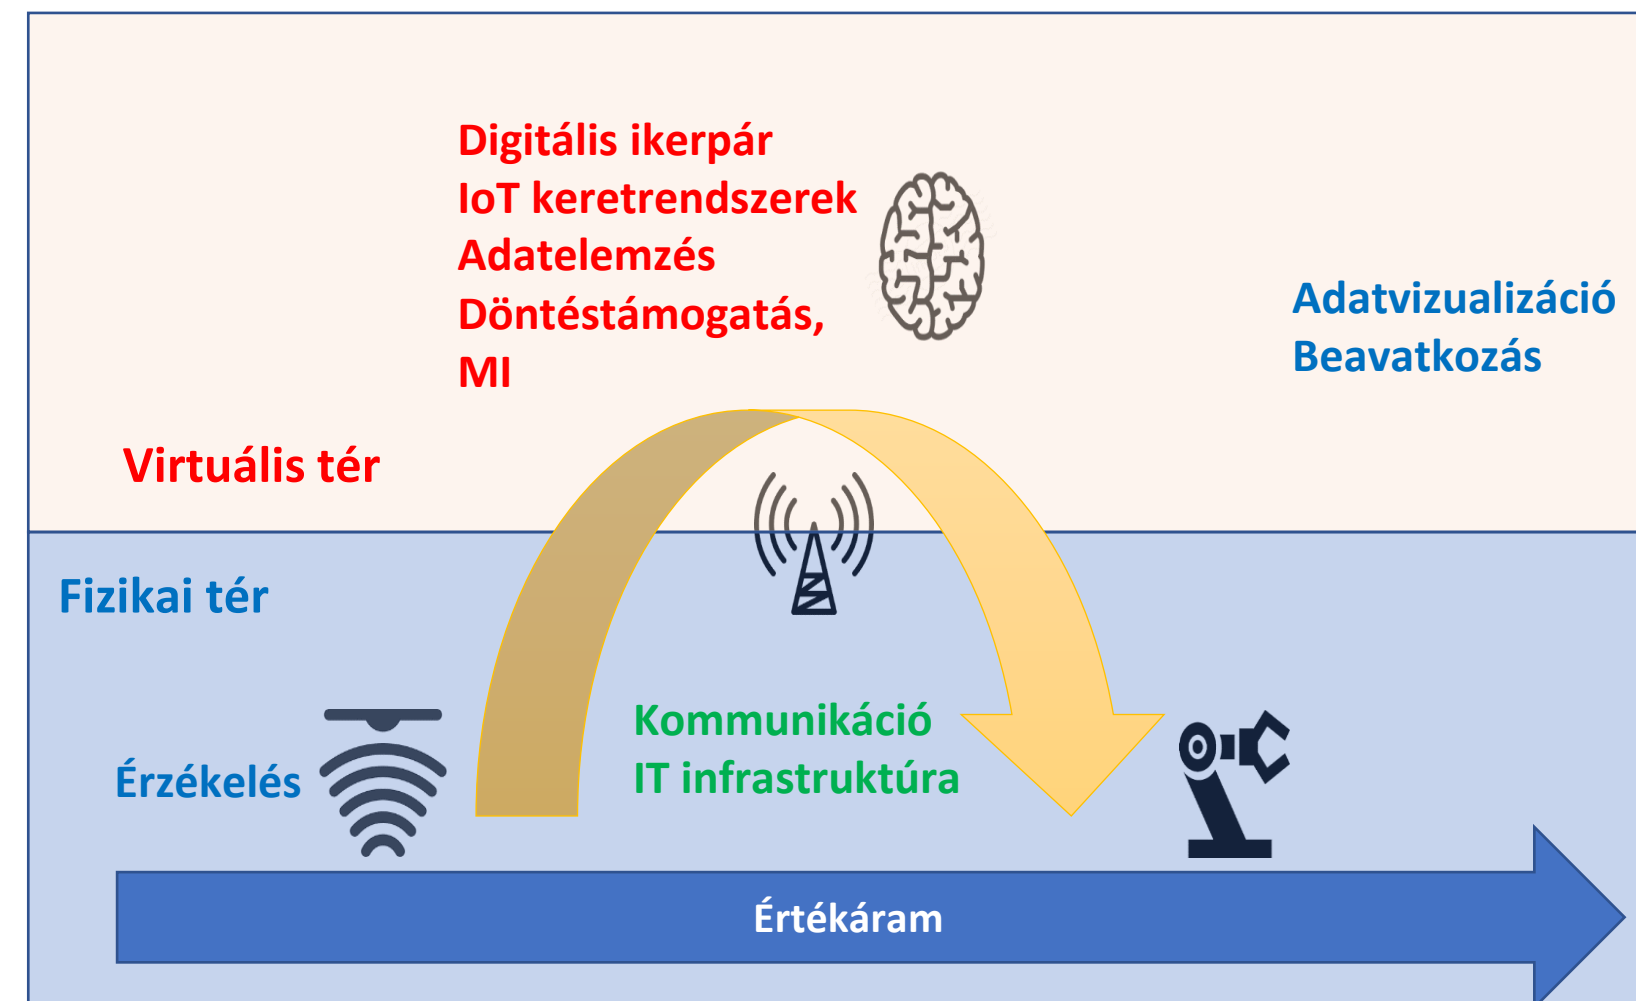 Digitális ikerpár
IoT keretrendszerek
Adatelemzés
Döntéstámogatás,
MI
Adatvizualizáció
Beavatkozás
Virtuális tér
Fizikai tér
Érzékelés
Kommunikáció
IT infrastruktúra
Értékáram